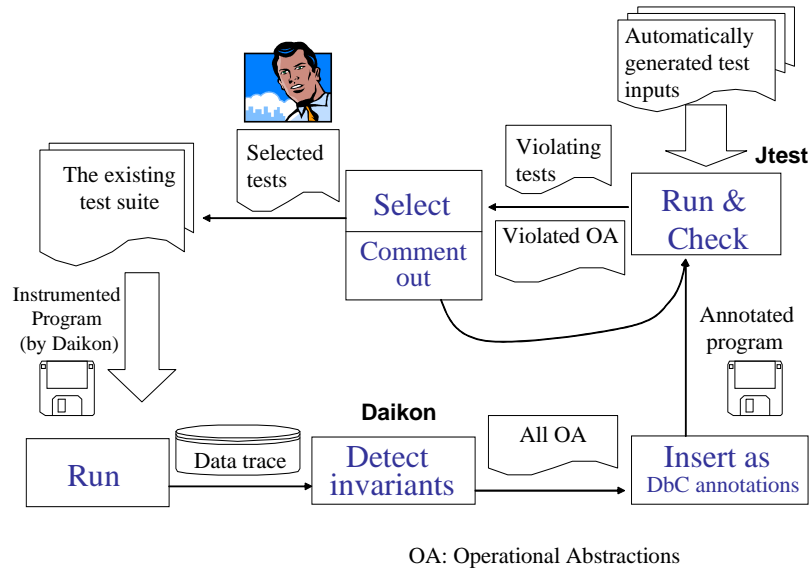 Automatically
generated test
inputs
Jtest
Selected
tests
Violating
tests
The existing
test suite
Select
Run &
Check
Violated OA
Comment
out
Instrumented
Program
(by Daikon)
Annotated
program
Daikon
All OA
Run
Data trace
Detect
invariants
Insert as
DbC annotations
OA: Operational Abstractions